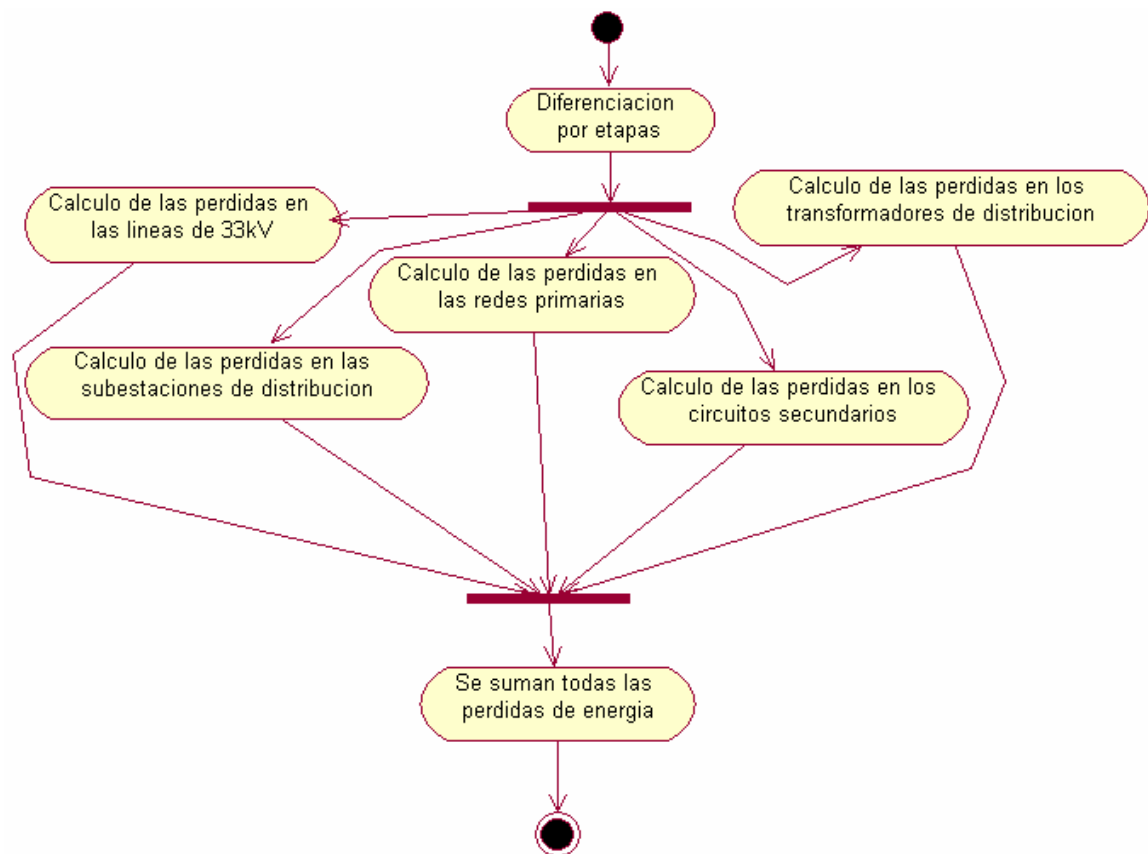 Diferenciacion
por etapas
Calculo de las perdidas en
las lineas de 33kV
Calculo de las perdidas en los
transformadores de distribucion
Calculo de las perdidas en
las redes primarias
Calculo de las perdidas en las
subestaciones de distribucion
Calculo de las perdidas en los
circuitos secundarios
Se suman todas las
perdidas de energia